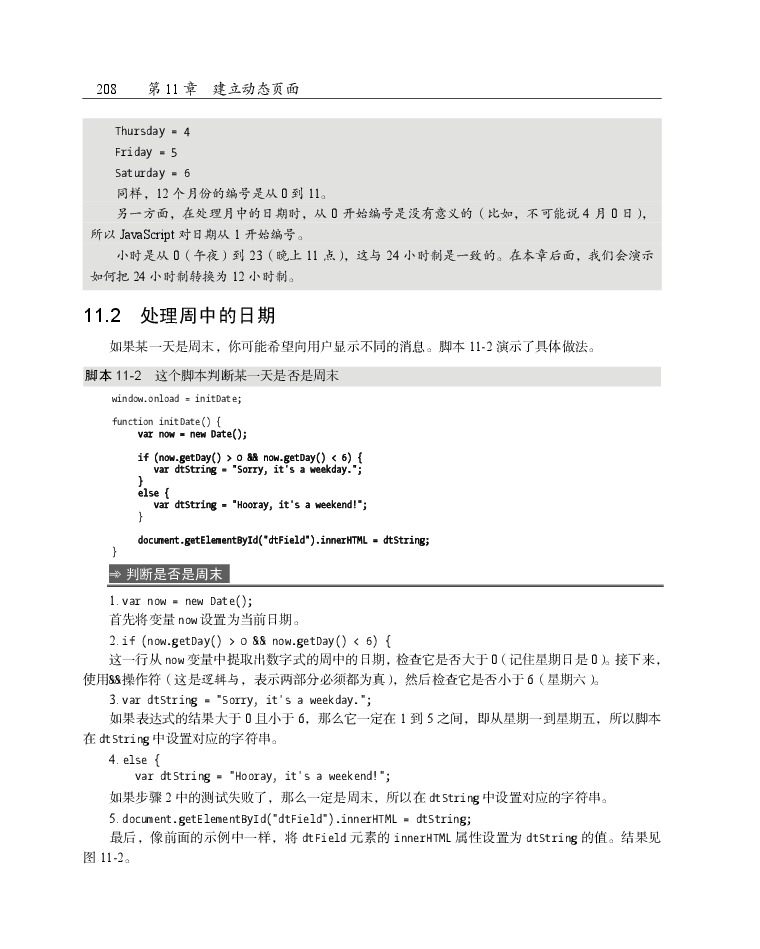 208 第 11 章 建立动态页面
Thursday = 4
Friday = 5
Saturday = 6
同样，12 个月份的编号是从 0 到 11。
另一方面，在处理月中的日期时，从 0 开始编号是没有意义的（比如，不可能说 4 月 0 日），
所以 JavaScript 对日期从 1 开始编号。
小时是从 0（午夜）到 23（晚上 11 点），这与 24 小时制是一致的。在本章后面，我们会演示
如何把 24 小时制转换为 12 小时制。
11.2 处理周中的日期
如果某一天是周末，你可能希望向用户显示不同的消息。脚本 11-2 演示了具体做法。
脚本 11-2 这个脚本判断某一天是否是周末
window.onload = initDate;
function initDate() {
var now = new Date();
if (now.getDay() > 0 && now.getDay() < 6) {
var dtString = "Sorry, it's a weekday.";
}
else {
var dtString = "Hooray, it's a weekend!";
}
document.getElementById("dtField").innerHTML = dtString;
}
➾ 判断是否是周末
1. var now = new Date();
首先将变量 now 设置为当前日期。
2. if (now.getDay() > 0 && now.getDay() < 6) {
这一行从 now 变量中提取出数字式的周中的日期，检查它是否大于 0（记住星期日是 0）。接下来，
使用&&操作符（这是逻辑与，表示两部分必须都为真），然后检查它是否小于 6（星期六）。
3. var dtString = "Sorry, it's a weekday.";
如果表达式的结果大于 0 且小于 6，那么它一定在 1 到 5 之间，即从星期一到星期五，所以脚本
在 dtString 中设置对应的字符串。
4. else {
var dtString = "Hooray, it's a weekend!";
如果步骤 2 中的测试失败了，那么一定是周末，所以在 dtString 中设置对应的字符串。
5. document.getElementById("dtField").innerHTML = dtString;
最后，像前面的示例中一样，将 dtField 元素的 innerHTML 属性设置为 dtString 的值。结果见
图 11-2。